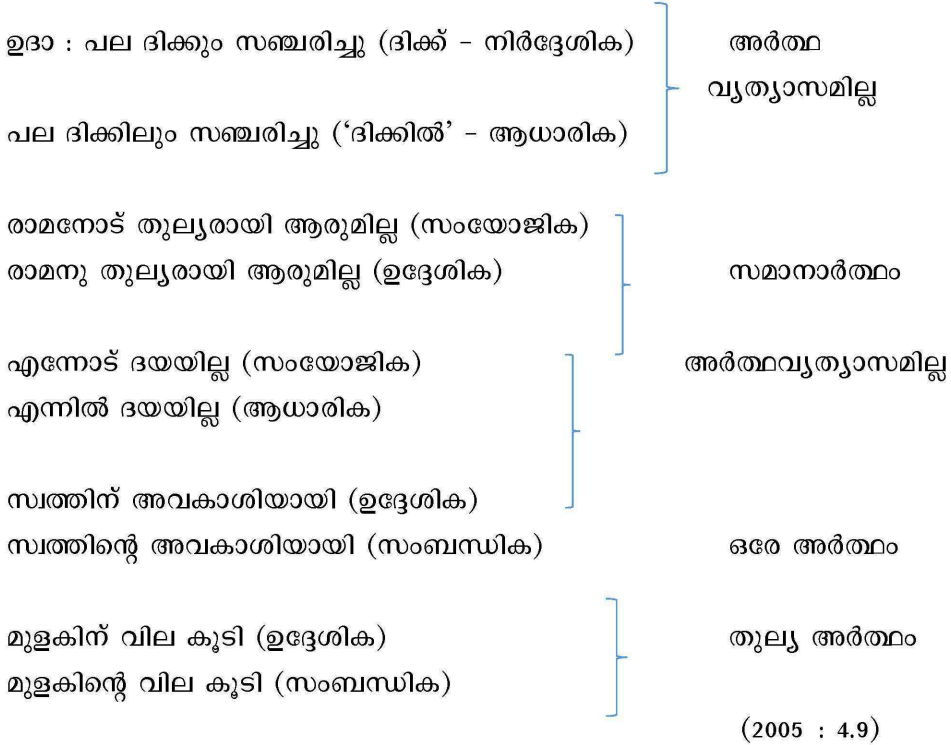 ഉദാ : പല ദിക്കും സഞ്ചരിച്ചു (ദിക്ക് - നിർദ്ദേശിക) അർത്ഥ
വ്യത്യാസമില്ല
പല ദിക്കിലും സഞ്ചരിച്ചു (‘ദിക്കിൽ’ - ആധാരിക)
രാമനോട് തുല്യരായി ആരുമില്ല (സംയോജിക)
രാമനു തുല്യരായി ആരുമില്ല (ഉദ്ദേശിക) സമാനാർത്ഥം
എന്നോട് ദയയില്ല (സംയോജിക) അർത്ഥവ്യത്യാസമില്ല
എന്നിൽ ദയയില്ല (ആധാരിക)
സ്വത്തിന് അവകാശിയായി (ഉദ്ദേശിക)
സ്വത്തിന്റെ അവകാശിയായി (സംബന്ധിക) ഒരേ അർത്ഥം
മുളകിന് വില കൂടി (ഉദ്ദേശിക) തുല്യ അർത്ഥം
മുളകിന്റെ വില കൂടി (സംബന്ധിക)
(2005 : 4.9)